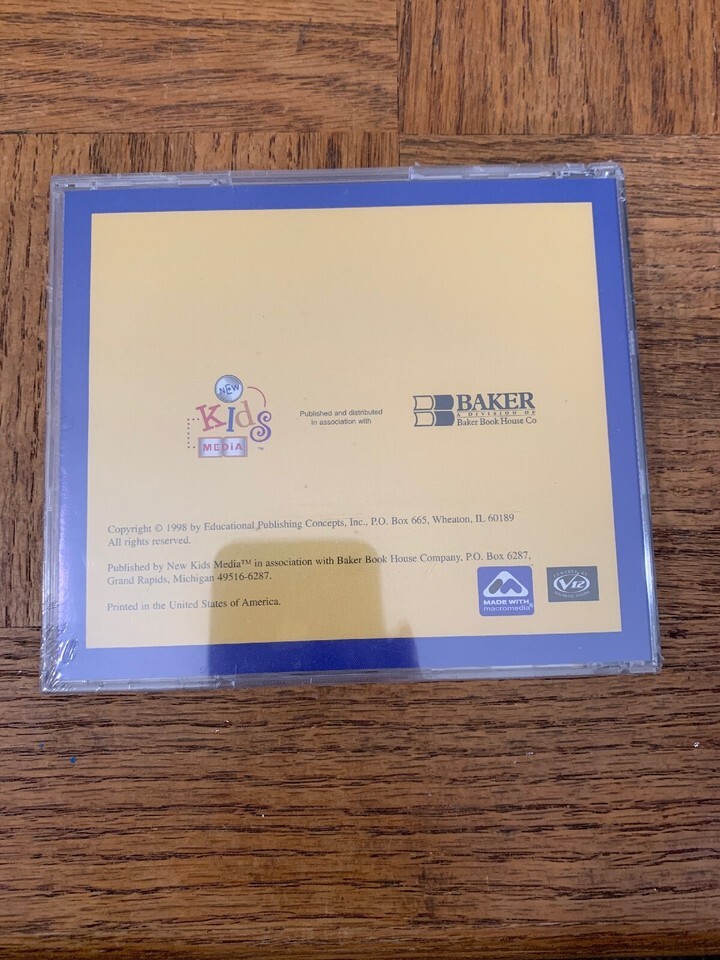 NEW
KidS
MEDIA™
Published and distributed
in association with
BAKER
A DIVISION OF
Baker Book House Co
Copyright © 1998 by Educational Publishing Concepts, Inc., P.O. Box 665, Wheaton, IL 60189
All rights reserved.
Published by New Kids Media™ in association with Baker Book House Company, P.O. Box 6287,
Grand Rapids, Michigan 49516-6287.
Printed in the United States of America.
MADE WITH
macromedia®
V12